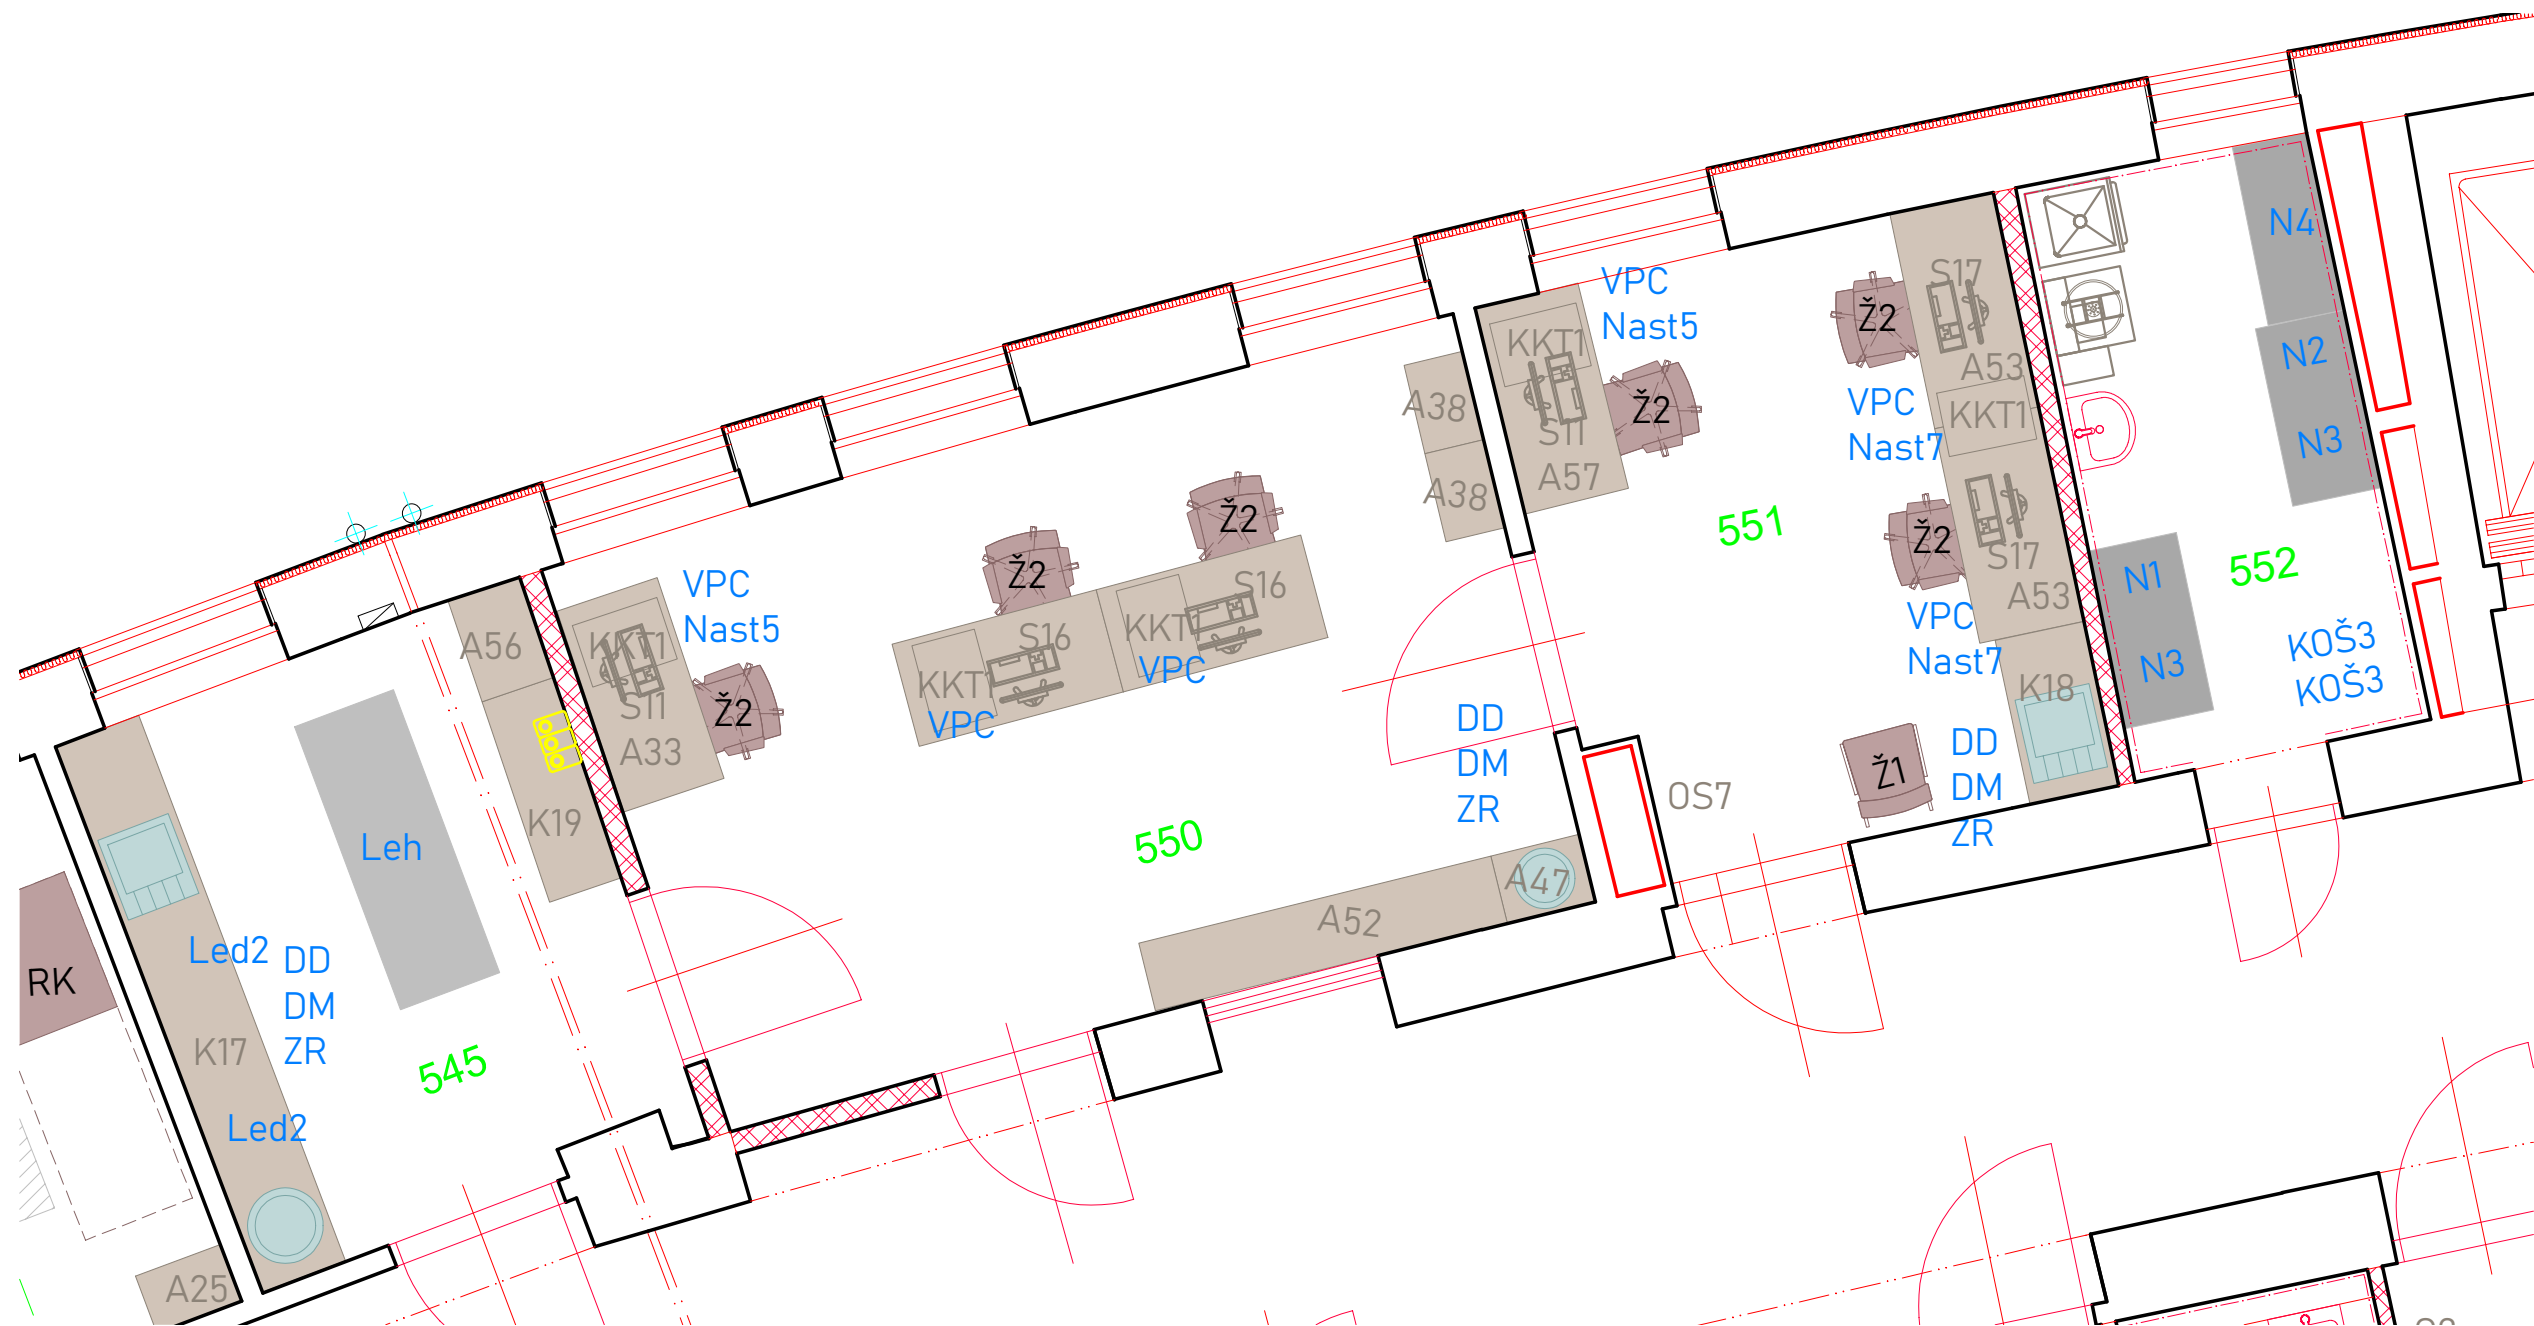 N4
VPC
Nast5
S17
Ž2
KKT1
A53
N2
VPC
Nast7
KKT1
A38
Ž2
S11
N3
A57
A38
551
Ž2
Ž2
S17
552
N1
VPC
Nast5
Ž2
S16
A53
VPC
Nast7
KKT1
S16
KKT1
VPC
A56
KKT1
VPC
S11
Ž2
A33
K18
N3
KOŠ3
KOŠ3
DD
DM
ZR
DD
DM
ZR
Ž1
OS7
K19
Leh
550
A47
A52
Led2
DD
DM
ZR
RK
K17
545
Led2
A25